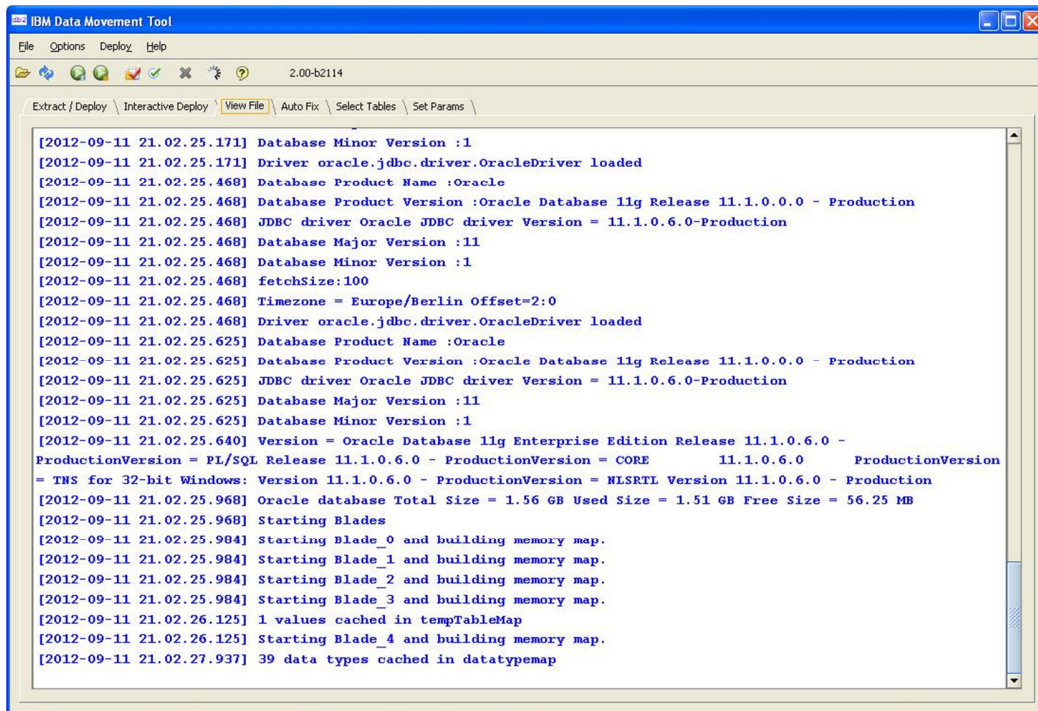 IBM Data Movement Tool
File Options Deploy Help
2.00-b2114
Extract / Deploy Interactive Deploy View File Auto Fix Select Tables Set Params
[2012-09-11 21.02.25.171] Database Minor Version :1
[2012-09-11 21.02.25.171] Driver oracle.jdbc.driver.OracleDriver loaded
[2012-09-11 21.02.25.468] Database Product Name :Oracle
[2012-09-11 21.02.25.468] Database Product Version :Oracle Database 11g Release 11.1.0.0.0 - Production
[2012-09-11 21.02.25.468] JDBC driver Oracle JDBC driver Version = 11.1.0.6.0-Production
[2012-09-11 21.02.25.468] Database Major Version :11
[2012-09-11 21.02.25.468] Database Minor Version :1
[2012-09-11 21.02.25.468] fetchSize:100
[2012-09-11 21.02.25.468] Timezone = Europe/Berlin Offset=2:0
[2012-09-11 21.02.25.468] Driver oracle.jdbc.driver.OracleDriver loaded
[2012-09-11 21.02.25.625] Database Product Name :Oracle
[2012-09-11 21.02.25.625] Database Product Version :Oracle Database 11g Release 11.1.0.0.0 - Production
[2012-09-11 21.02.25.625] JDBC driver Oracle JDBC driver Version = 11.1.0.6.0-Production
[2012-09-11 21.02.25.625] Database Major Version :11
[2012-09-11 21.02.25.625] Database Minor Version :1
[2012-09-11 21.02.25.640] Version = Oracle Database 11g Enterprise Edition Release 11.1.0.6.0 -
ProductionVersion = PL/SQL Release 11.1.0.6.0 - ProductionVersion = CORE 11.1.0.6.0 ProductionVersion
= TNS for 32-bit Windows: Version 11.1.0.6.0 - ProductionVersion = NLSRTL Version 11.1.0.6.0 - Production
[2012-09-11 21.02.25.968] Oracle database Total Size = 1.56 GB Used Size = 1.51 GB Free Size = 56.25 MB
[2012-09-11 21.02.25.968] Starting Blades
[2012-09-11 21.02.25.984] Starting Blade_0 and building memory map.
[2012-09-11 21.02.25.984] Starting Blade_1 and building memory map.
[2012-09-11 21.02.25.984] Starting Blade_2 and building memory map.
[2012-09-11 21.02.25.984] Starting Blade_3 and building memory map.
[2012-09-11 21.02.26.125] 1 values cached in tempTableMap
[2012-09-11 21.02.26.125] Starting Blade_4 and building memory map.
[2012-09-11 21.02.27.937] 39 data types cached in datatypemap